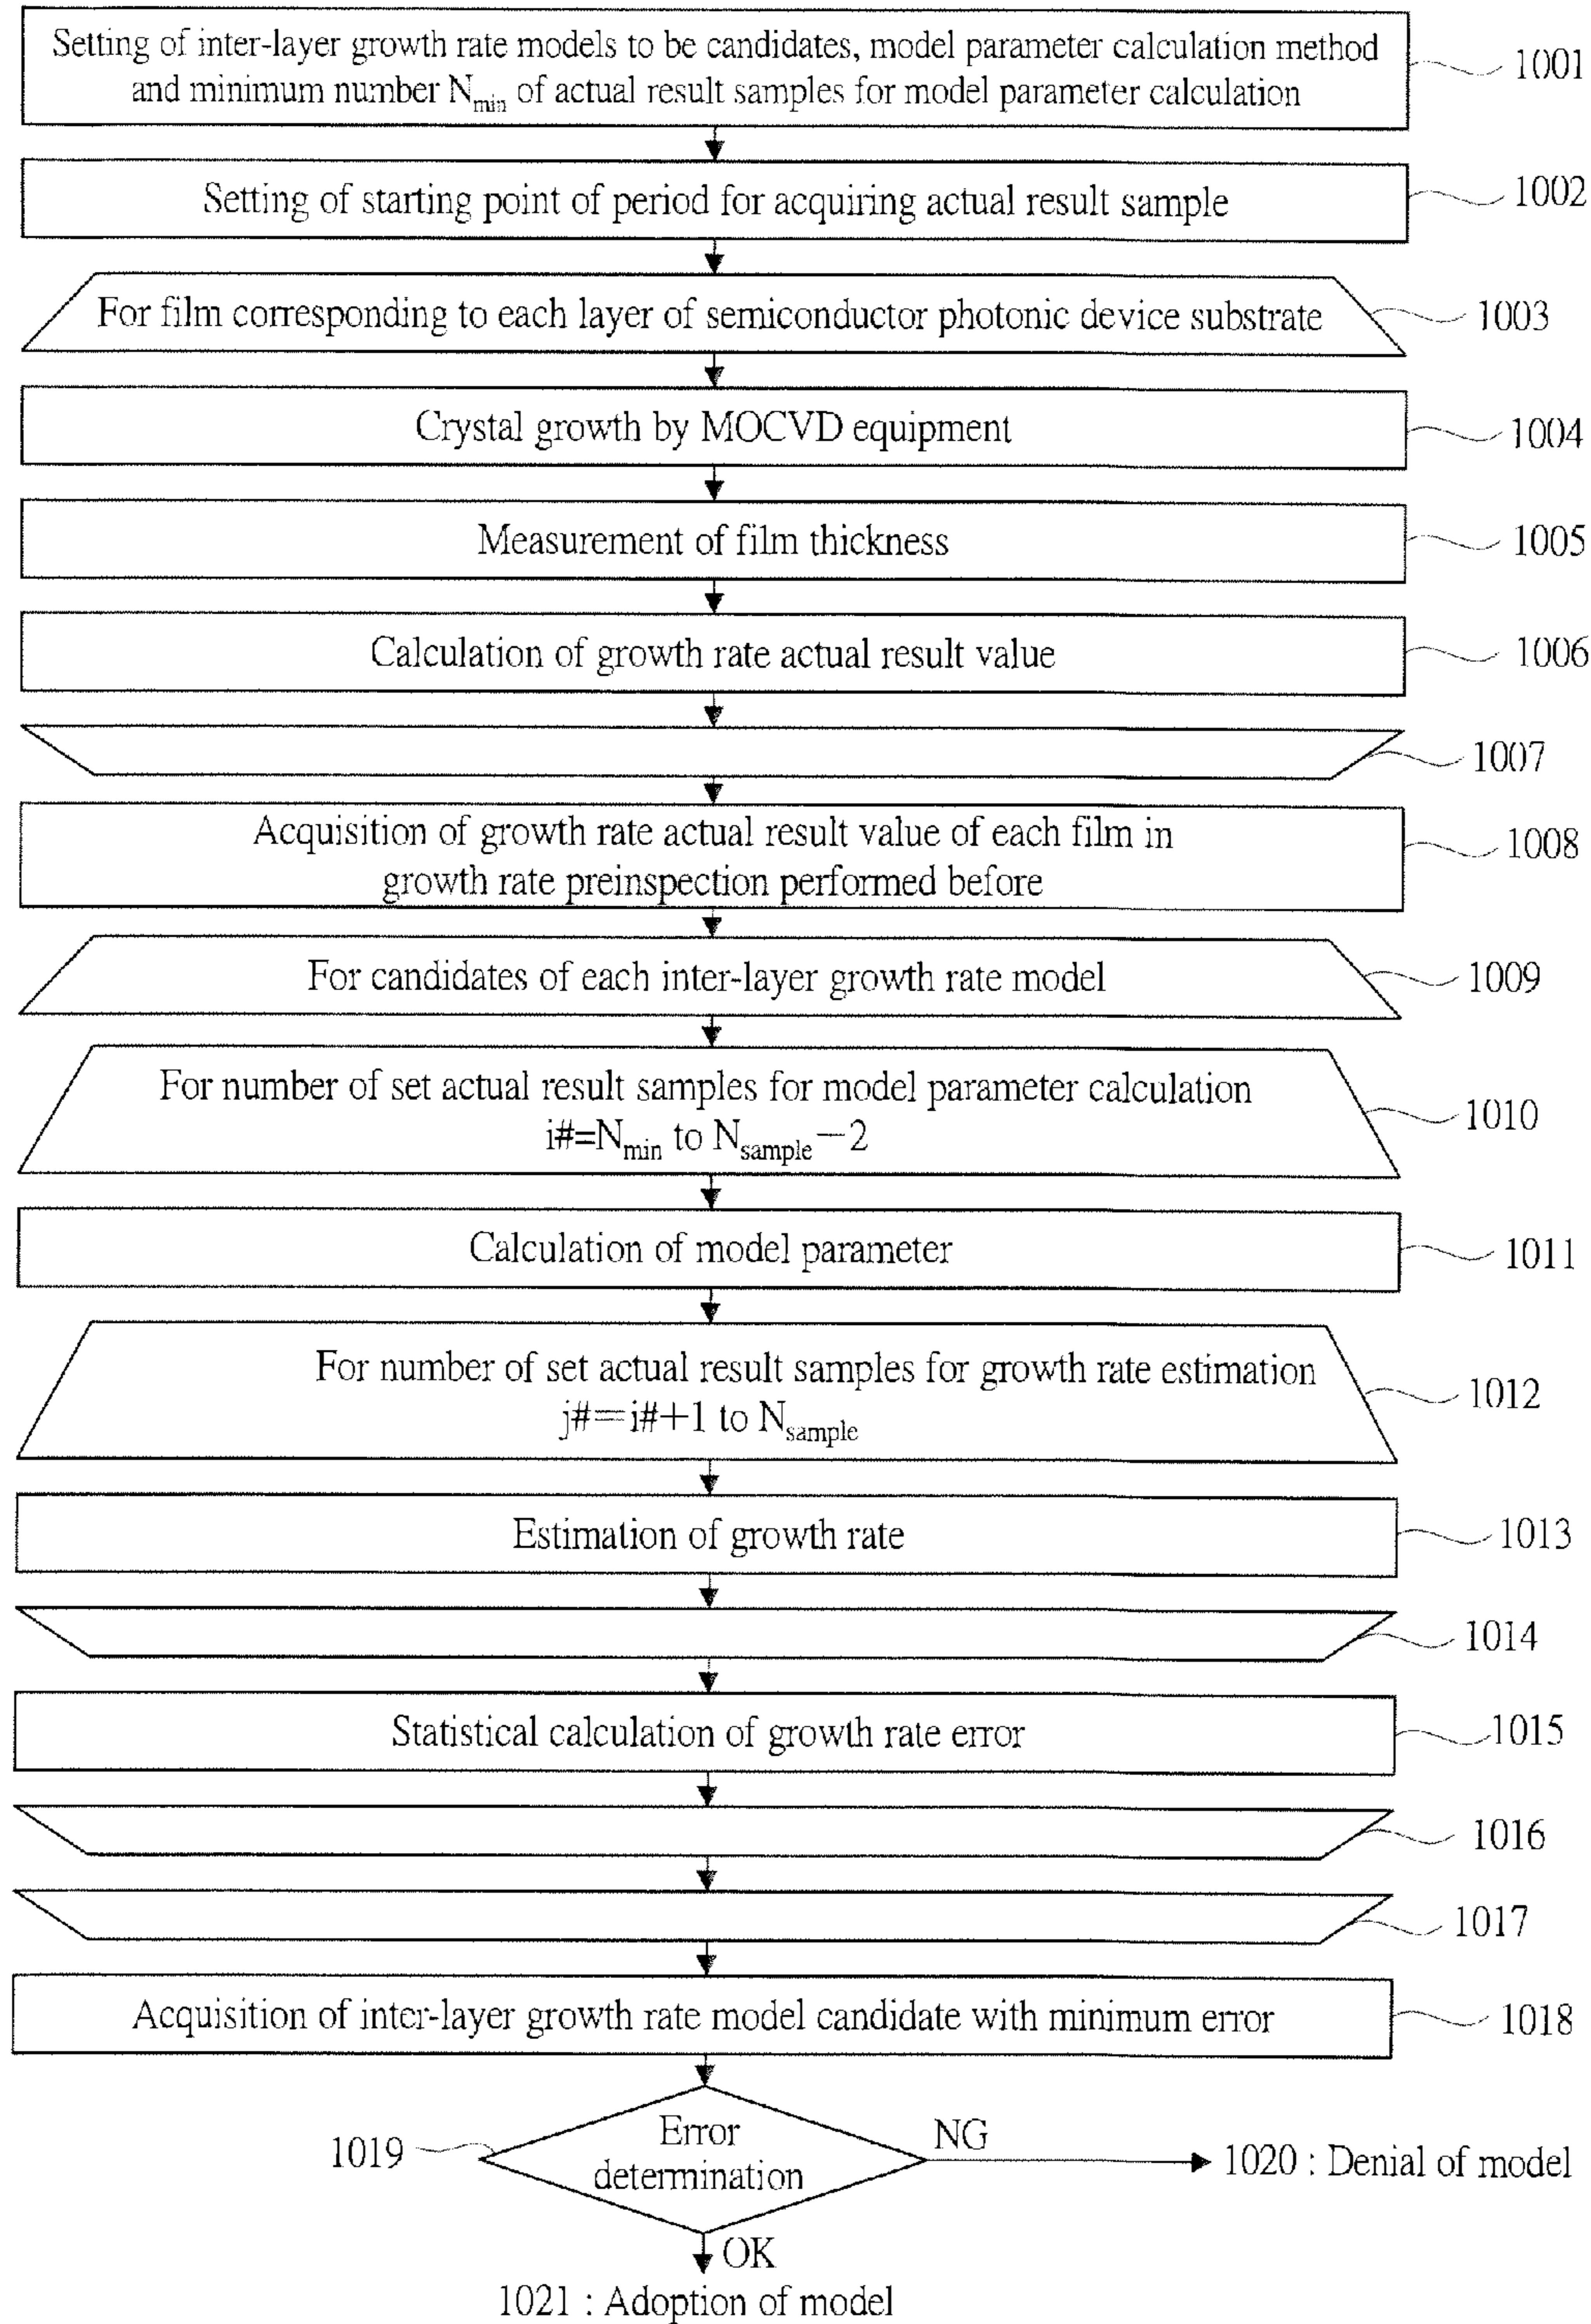 Setting of inter-layer growth rate models to be candidates, model parameter calculation method
and minimum number Nmin of actual result samples for model parameter calculation
1001
Setting of starting point of period for acquiring actual result sample
1002
For film corresponding to each layer of semiconductor photonic device substrate
1003
Crystal growth by MOCVD equipment
1004
Measurement of film thickness
1005
Calculation of growth rate actual result value
1006
1007
Acquisition of growth rate actual result value of each film in
growth rate preinspection performed before
1008
For candidates of each inter-layer growth rate model
1009
For number of set actual result samples for model parameter calculation
i#=Nmin to Nsample−2
1010
Calculation of model parameter
1011
For number of set actual result samples for growth rate estimation
j#=i#+1 to Nsample
1012
Estimation of growth rate
1013
1014
Statistical calculation of growth rate error
1015
1016
1017
Acquisition of inter-layer growth rate model candidate with minimum error
1018
1019
Error
determination
NG
1020 : Denial of model
OK
1021 : Adoption of model